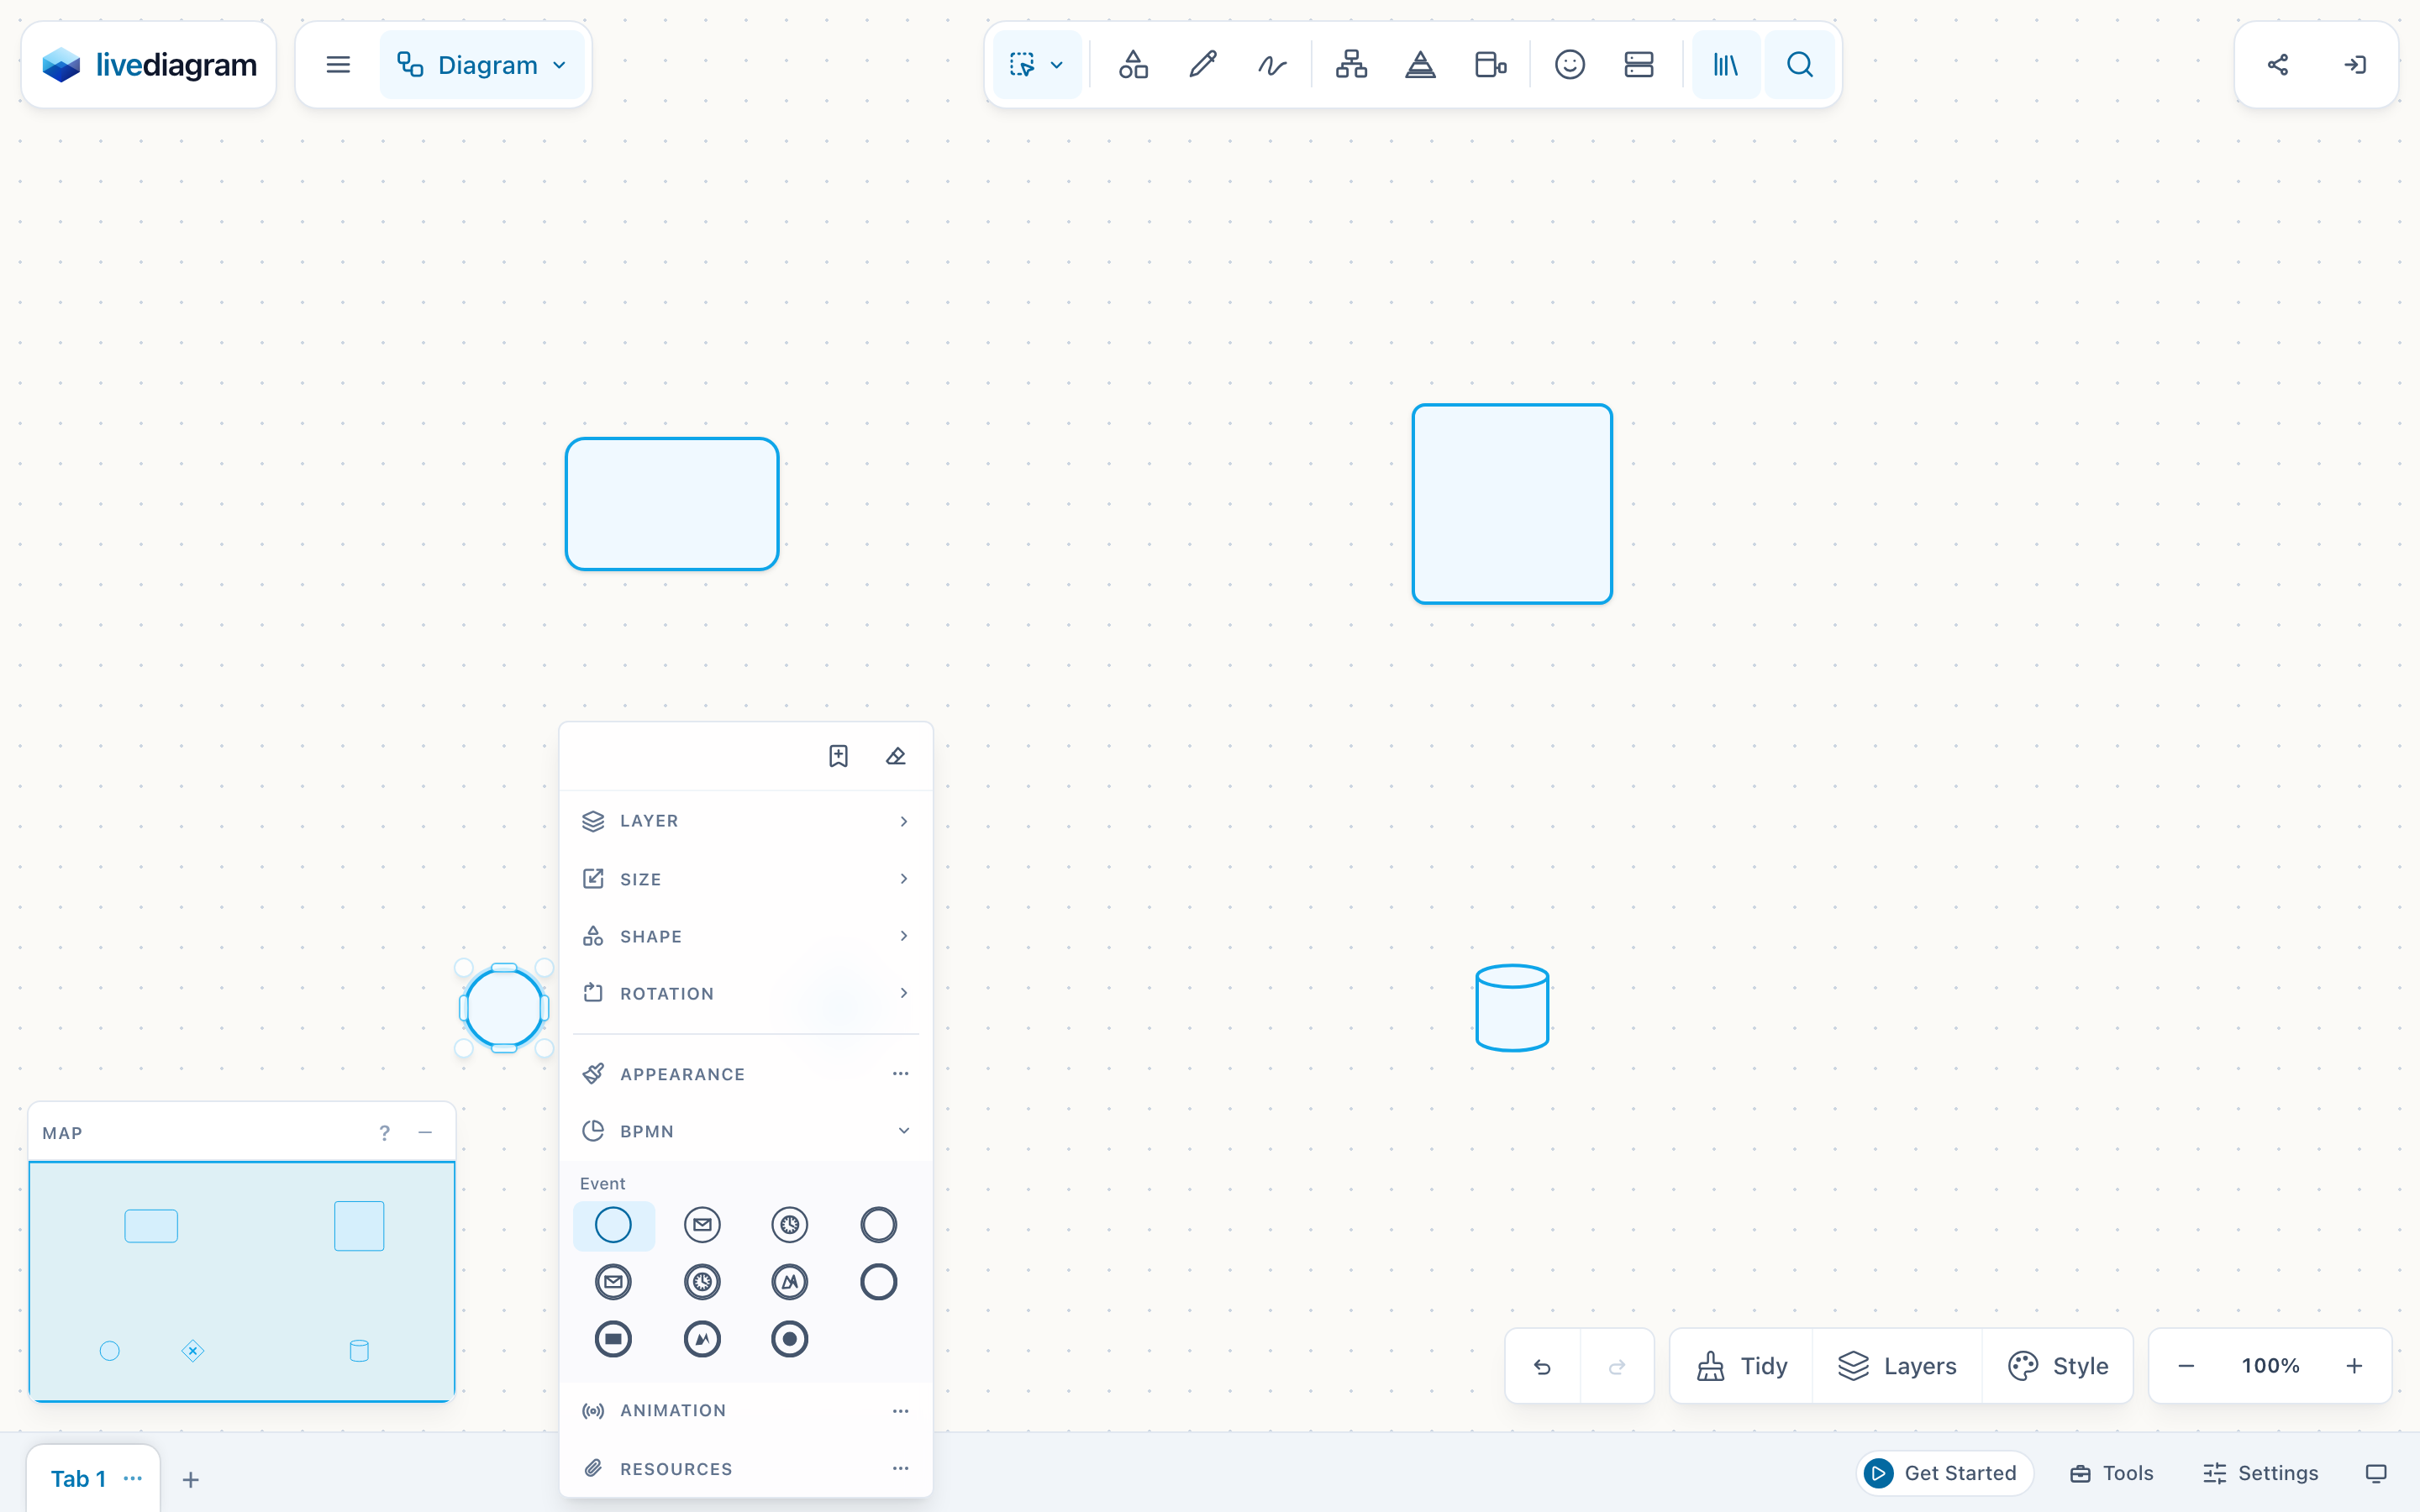 livediagram
Diagram
LAYER
SIZE
SHAPE
ROTATION
APPEARANCE
BPMN
Event
ANIMATION
RESOURCES
MAP
?
Tidy
Layers
Style
100%
Tab 1
Get Started
Tools
Settings